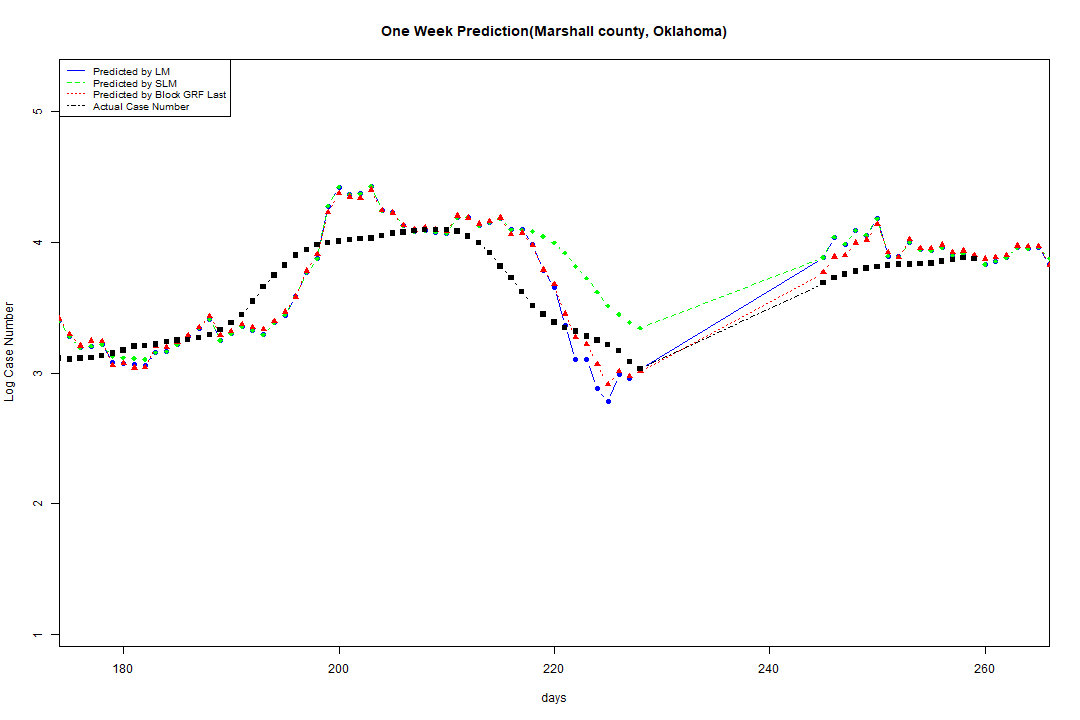 One Week Prediction(Marshall county, Oklahoma)
Predicted by LM
Predicted by SLM
Predicted by Block GRF Last
Actual Case Number
5
4
3
2
1
Log Case Number
180 200 220 240 260
days